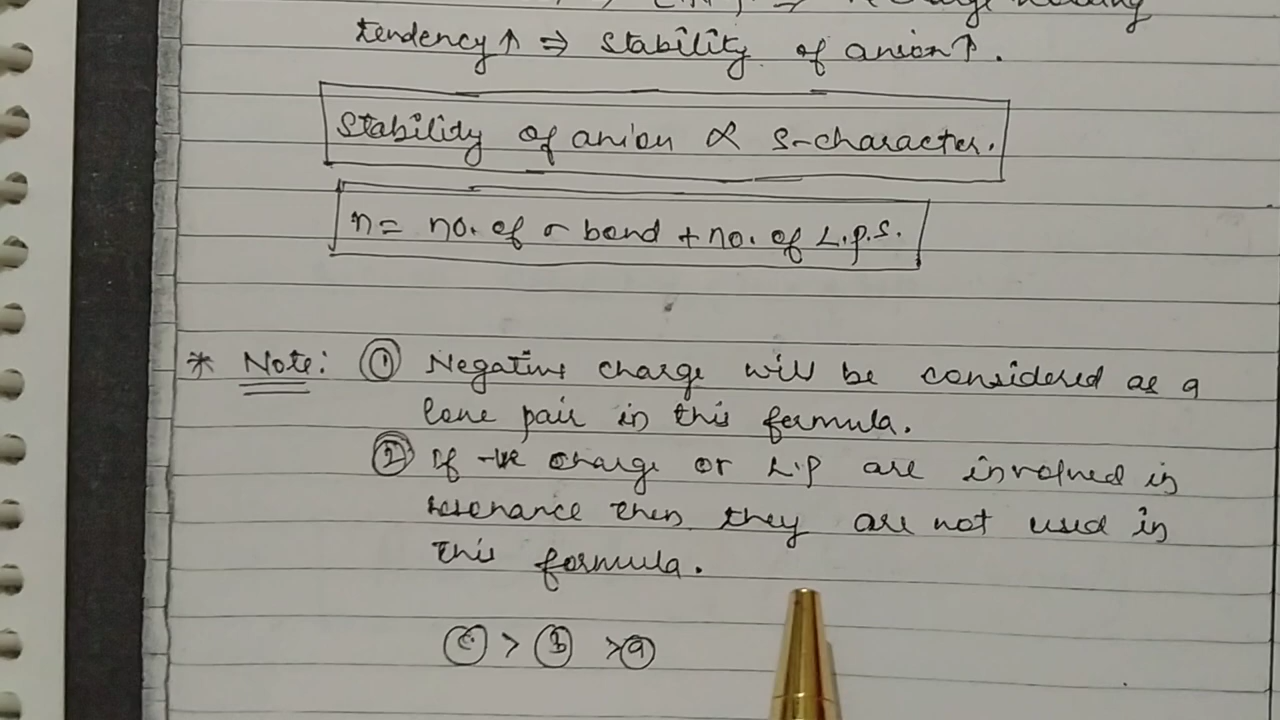 tendency ↑ ⇒ stability of anion ↑.
Stability of anion ∝ s-character.
n = no. of σ bond + no. of L.p.s.
* Note: ① Negative charge will be considered as a
lone pair in this formula.
② If -ve charge or L.p are involved in
resonance then they are not used in
this formula.
ⓒ > ⓑ > ⓐ